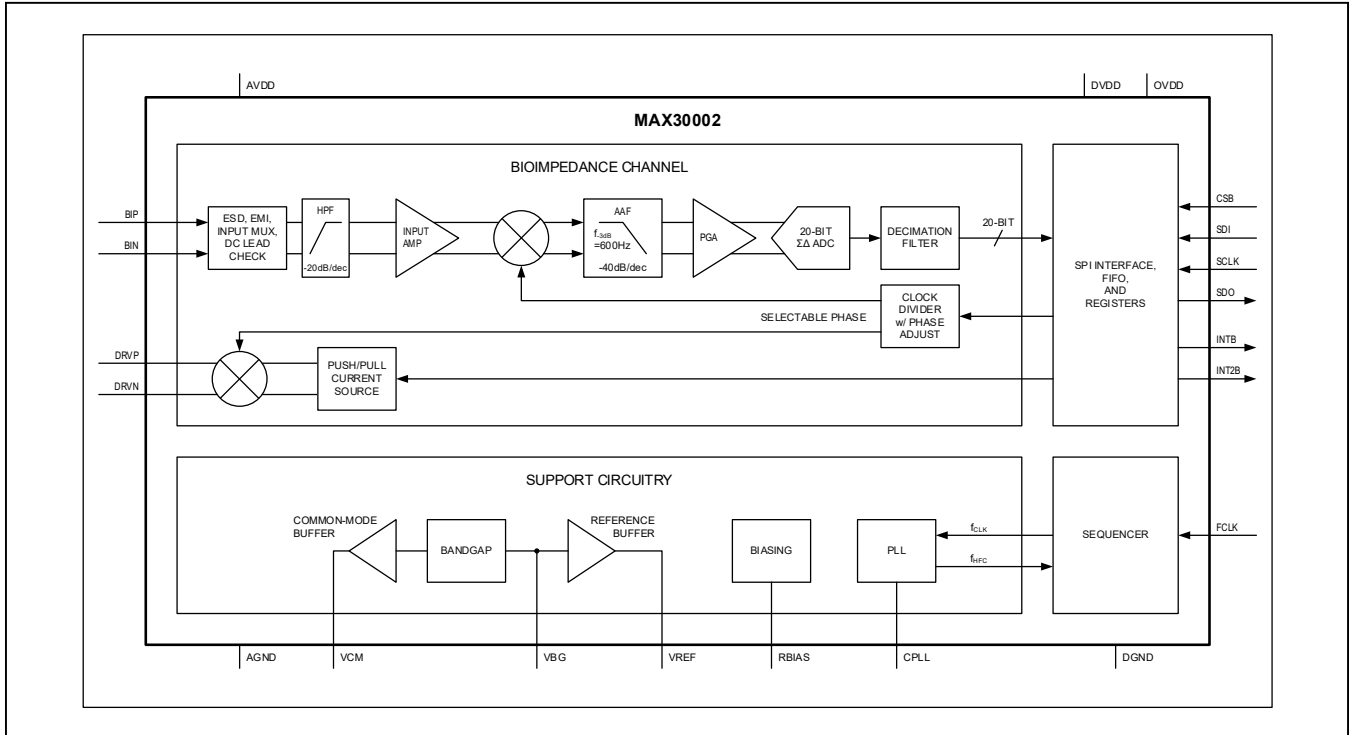 AVDD
DVDD
OVDD
MAX30002
BIOIMPEDANCE CHANNEL
BIP
BIN
ESD, EMI,
INPUT MUX,
DC LEAD
CHECK
HPF
-20dB/dec
INPUT
AMP
AAF
f-3dB
=600Hz
-40dB/dec
PGA
20-BIT
ΣΔ ADC
DECIMATION
FILTER
20-BIT
SPI INTERFACE,
FIFO,
AND
REGISTERS
CSB
SDI
SCLK
SDO
INTB
INT2B
SELECTABLE PHASE
CLOCK
DIVIDER
w/ PHASE
ADJUST
DRVP
DRVN
PUSH/PULL
CURRENT
SOURCE
SUPPORT CIRCUITRY
COMMON-MODE
BUFFER
BANDGAP
REFERENCE
BUFFER
BIASING
PLL
fCLK
fHFC
SEQUENCER
FCLK
AGND
VCM
VBG
VREF
RBIAS
CPLL
DGND